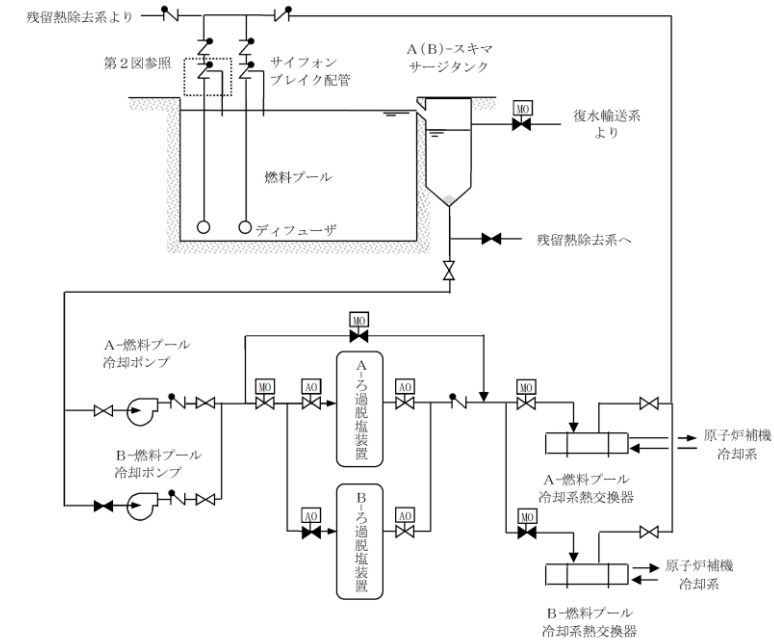 残留熱除去系より
第2図参照
サイフォン
ブレイク配管
A(B)-スキマ
サージタンク
MO
復水輸送系
より
燃料プール
ディフューザ
残留熱除去系へ
MO
A-燃料プール
冷却ポンプ
MO
AO
A-ろ過脱塩装置
AO
MO
原子炉補機
冷却系
B-燃料プール
冷却ポンプ
A-燃料プール
冷却系熱交換器
AO
B-ろ過脱塩装置
AO
MO
原子炉補機
冷却系
B-燃料プール
冷却系熱交換器